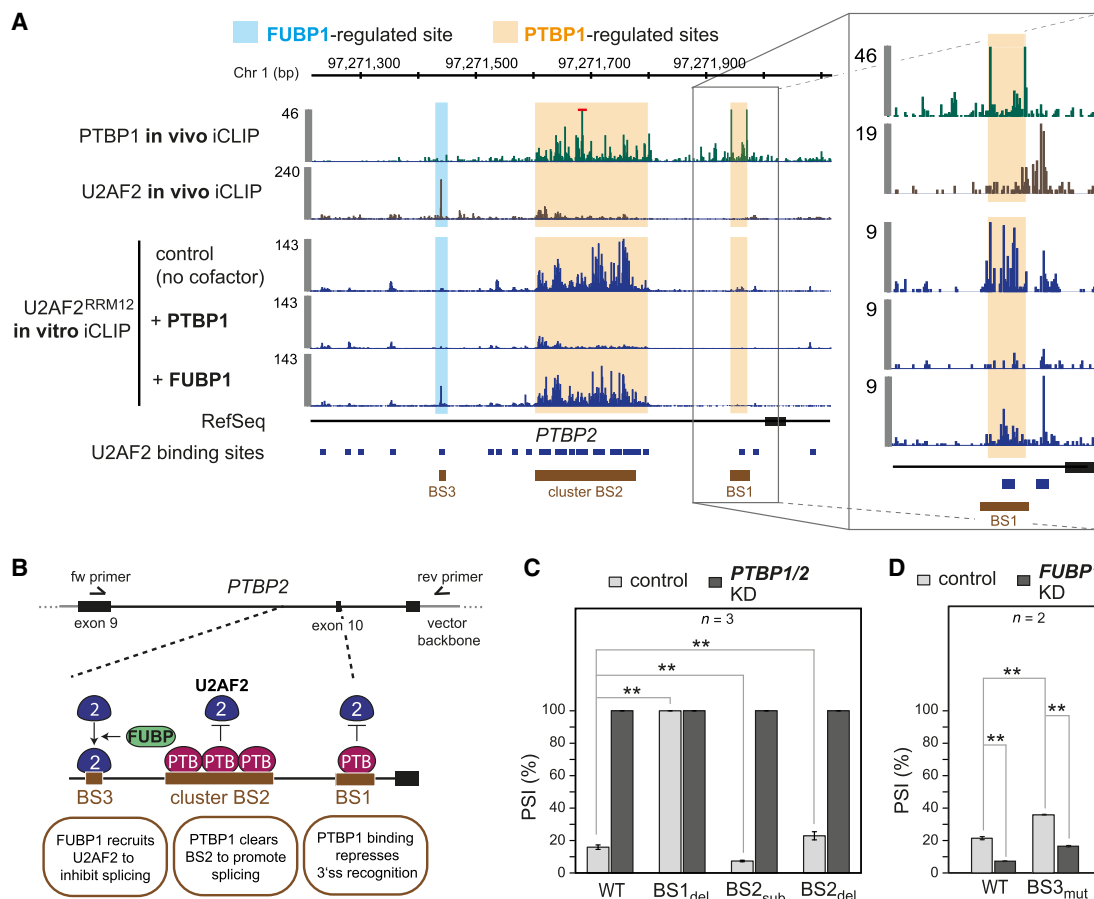 A
FUBP1-regulated site
PTBP1-regulated sites
Chr 1 (bp)
97,271,300
97,271,500
97,271,700
97,271,900
PTBP1 in vivo iCLIP
46
U2AF2 in vivo iCLIP
240
U2AF2RRM12
in vitro iCLIP
control
(no cofactor)
143
+ PTBP1
143
+ FUBP1
143
RefSeq
PTBP2
U2AF2 binding sites
BS3
cluster BS2
BS1
46
19
9
9
9
BS1
B
fw primer
PTBP2
rev primer
exon 9
exon 10
vector
backbone
U2AF2
2
2
2
FUBP
2
PTB
PTB
PTB
PTB
BS3
cluster BS2
BS1
FUBP1 recruits
U2AF2 to
inhibit splicing
PTBP1 clears
BS2 to promote
splicing
PTBP1 binding
represses
3'ss recognition
C
control
PTBP1/2
KD
n = 3
**
**
**
PSI (%)
100
80
60
40
20
0
WT
BS1del
BS2sub
BS2del
D
control
FUBP1
KD
n = 2
**
**
**
PSI (%)
100
80
60
40
20
0
WT
BS3mut